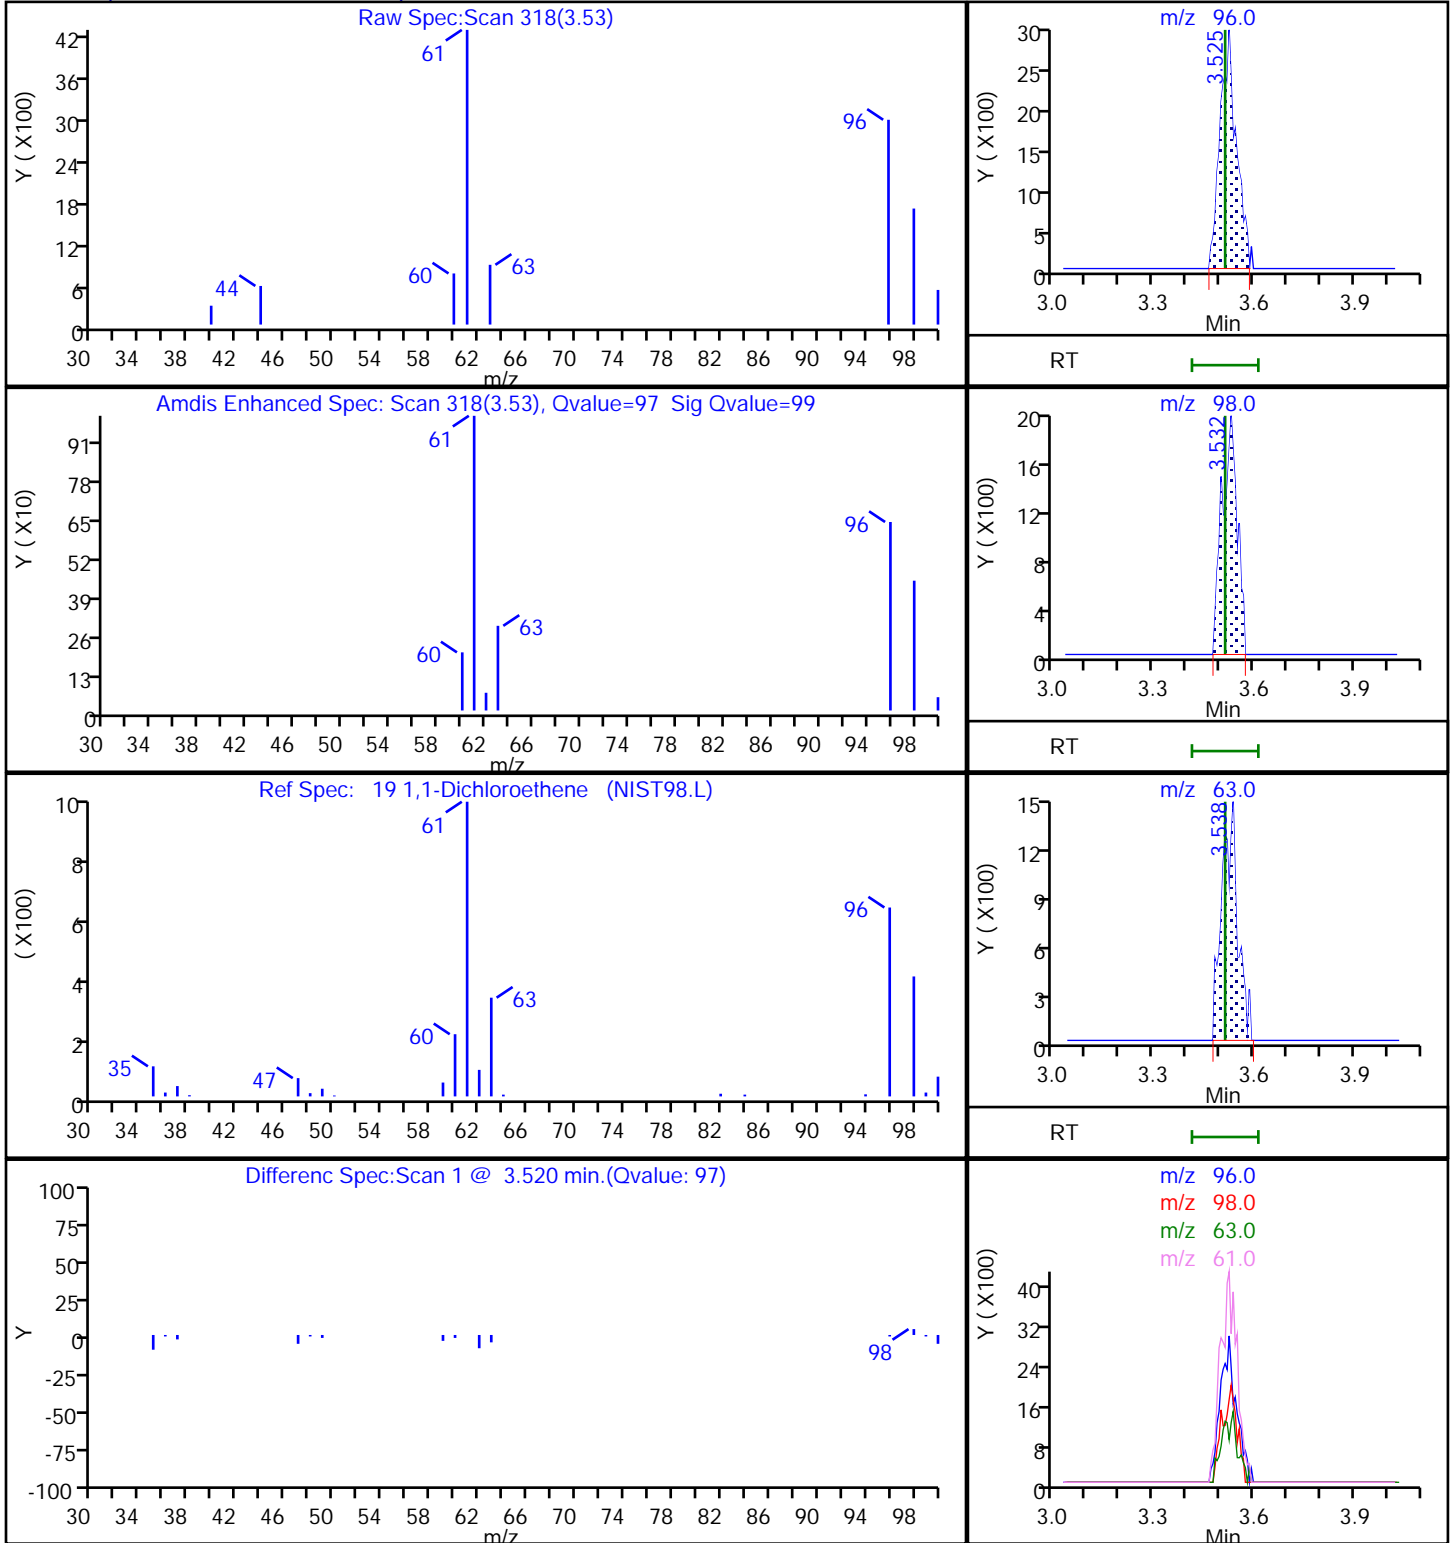 Raw Spec:Scan 318(3.53)
Y ( X100)
42
36
30
24
18
12
6
0
61
96
60
63
44
30 34 38 42 46 50 54 58 62 66 70 74 78 82 86 90 94 98
m/z
m/z 96.0
Y ( X100)
30
25
20
15
10
5
0
3.525
3.0 3.3 3.6 3.9
Min
RT
Amdis Enhanced Spec: Scan 318(3.53), Qvalue=97 Sig Qvalue=99
Y ( X10)
91
78
65
52
39
26
13
0
61
96
60
63
30 34 38 42 46 50 54 58 62 66 70 74 78 82 86 90 94 98
m/z
m/z 98.0
Y ( X100)
20
16
12
8
4
0
3.532
3.0 3.3 3.6 3.9
Min
RT
Ref Spec: 19 1,1-Dichloroethene (NIST98.L)
( X100)
10
8
6
4
2
0
61
96
63
60
35
47
30 34 38 42 46 50 54 58 62 66 70 74 78 82 86 90 94 98
m/z
m/z 63.0
Y ( X100)
15
12
9
6
3
0
3.538
3.0 3.3 3.6 3.9
Min
RT
Differenc Spec:Scan 1 @ 3.520 min.(Qvalue: 97)
Y
100
75
50
25
0
-25
-50
-75
-100
98
30 34 38 42 46 50 54 58 62 66 70 74 78 82 86 90 94 98
m/z
m/z 96.0
m/z 98.0
m/z 63.0
m/z 61.0
Y ( X100)
40
32
24
16
8
0
3.0 3.3 3.6 3.9
Min